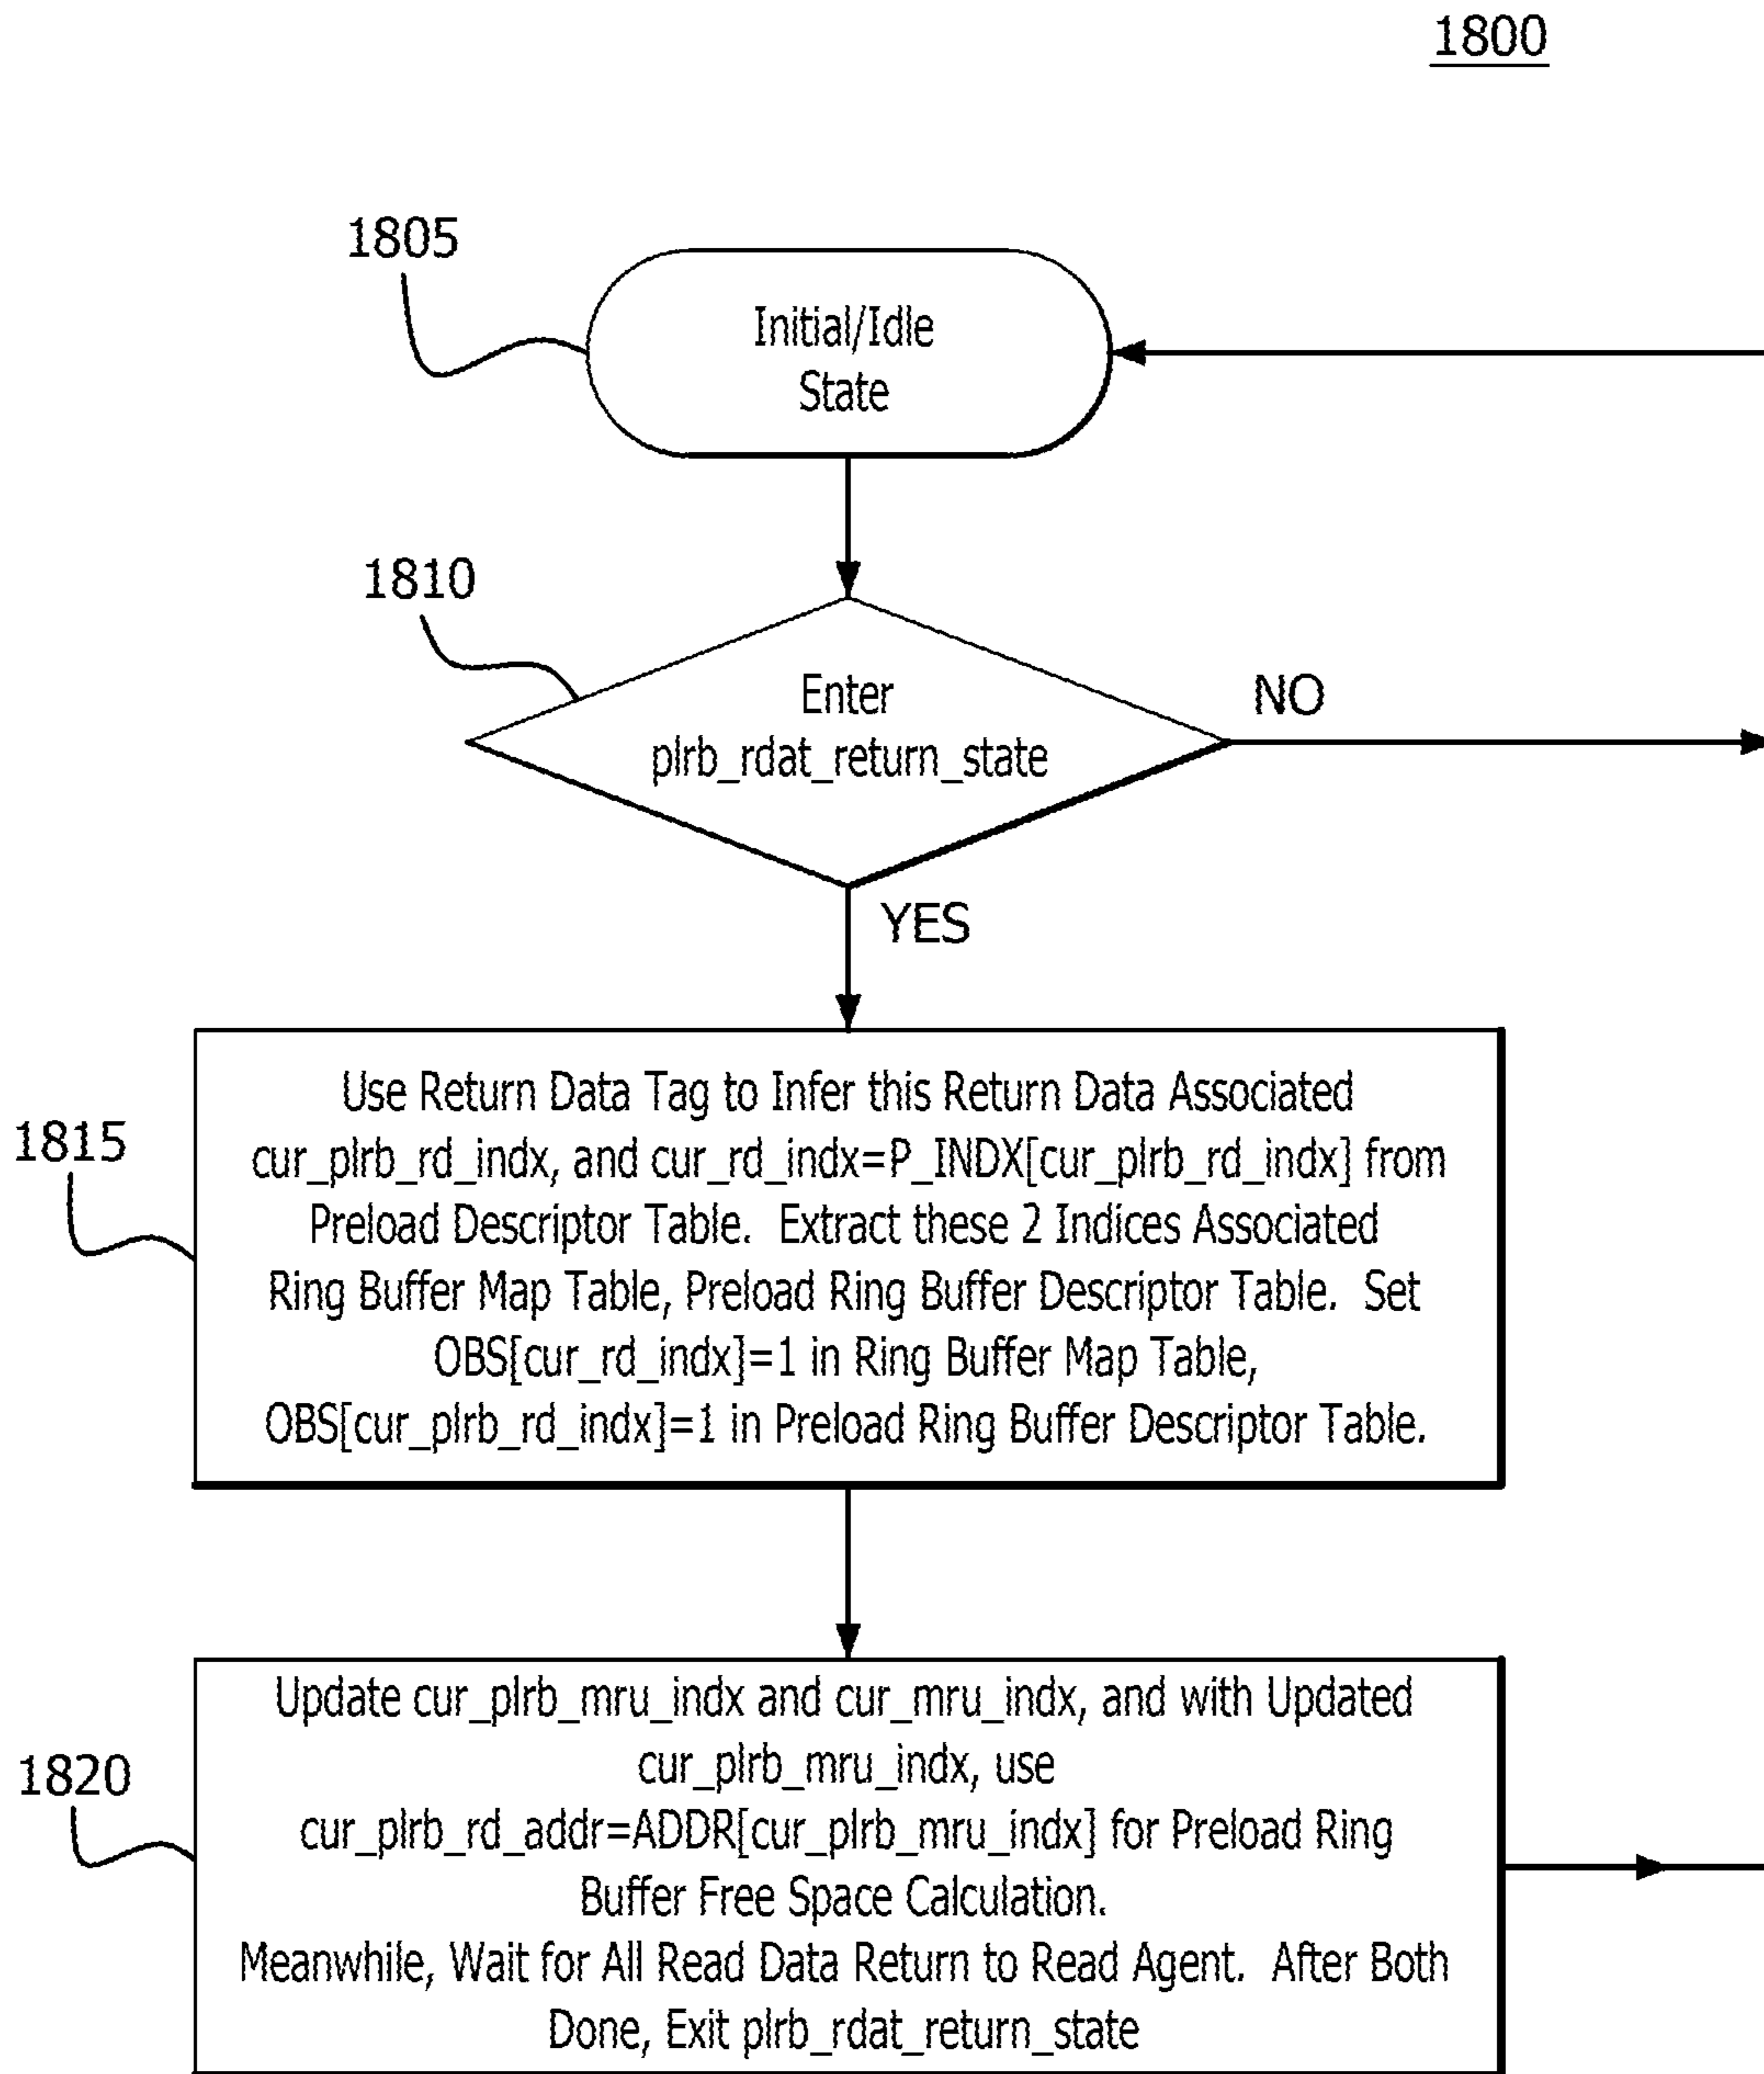 1800
1805
Initial/Idle
State
1810
Enter
plrb_rdat_return_state
NO
YES
1815
Use Return Data Tag to Infer this Return Data Associated
cur_plrb_rd_indx, and cur_rd_indx=P_INDX[cur_plrb_rd_indx] from
Preload Descriptor Table. Extract these 2 Indices Associated
Ring Buffer Map Table, Preload Ring Buffer Descriptor Table. Set
OBS[cur_rd_indx]=1 in Ring Buffer Map Table,
OBS[cur_plrb_rd_indx]=1 in Preload Ring Buffer Descriptor Table.
1820
Update cur_plrb_mru_indx and cur_mru_indx, and with Updated
cur_plrb_mru_indx, use
cur_plrb_rd_addr=ADDR[cur_plrb_mru_indx] for Preload Ring
Buffer Free Space Calculation.
Meanwhile, Wait for All Read Data Return to Read Agent. After Both
Done, Exit plrb_rdat_return_state